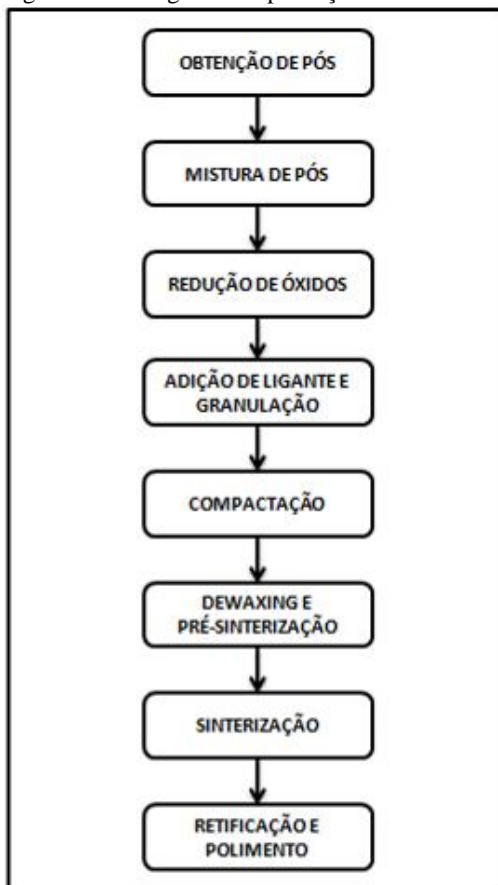 OBTENÇÃO DE PÓS
MISTURA DE PÓS
REDUÇÃO DE ÓXIDOS
ADIÇÃO DE LIGANTE E
GRANULAÇÃO
COMPACTAÇÃO
DEWAXING E
PRÉ-SINTERIZAÇÃO
SINTERIZAÇÃO
RETIFICAÇÃO E
POLIMENTO